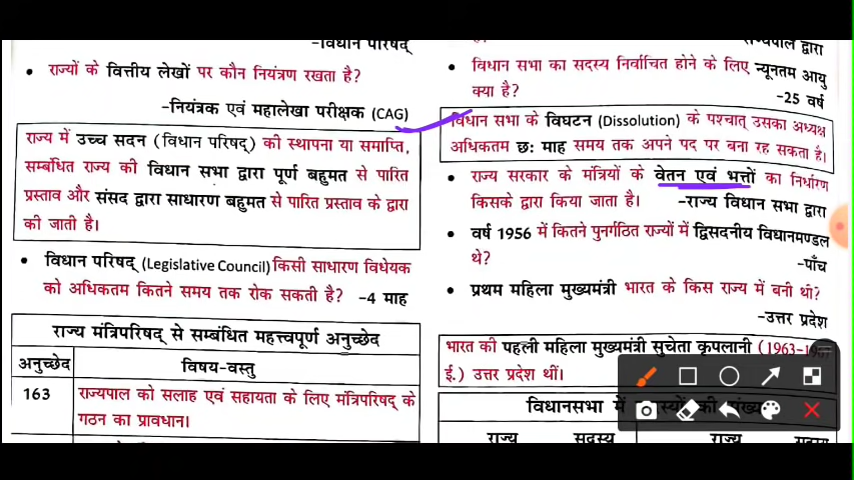 –विधान परिषद्
• राज्यों के वित्तीय लेखों पर कौन नियंत्रण रखता है?
–नियंत्रक एवं महालेखा परीक्षक (CAG)
राज्य में उच्च सदन (विधान परिषद्) की स्थापना या समाप्ति,
सम्बंधित राज्य की विधान सभा द्वारा पूर्ण बहुमत से पारित
प्रस्ताव और संसद द्वारा साधारण बहुमत से पारित प्रस्ताव के द्वारा
की जाती है।
• विधान परिषद् (Legislative Council) किसी साधारण विधेयक
को अधिकतम कितने समय तक रोक सकती है? –4 माह
राज्य मंत्रिपरिषद् से सम्बंधित महत्त्वपूर्ण अनुच्छेद
अनुच्छेद विषय-वस्तु
163 राज्यपाल को सलाह एवं सहायता के लिए मंत्रिपरिषद् के
गठन का प्रावधान।
राज्यपाल द्वारा
• विधान सभा का सदस्य निर्वाचित होने के लिए न्यूनतम आयु
क्या है? –25 वर्ष
विधान सभा के विघटन (Dissolution) के पश्चात् उसका अध्यक्ष
अधिकतम छः माह समय तक अपने पद पर बना रह सकता है।
• राज्य सरकार के मंत्रियों के वेतन एवं भत्तों का निर्धारण
किसके द्वारा किया जाता है। –राज्य विधान सभा द्वारा
• वर्ष 1956 में कितने पुनर्गठित राज्यों में द्विसदनीय विधानमण्डल
थे? –पाँच
• प्रथम महिला मुख्यमंत्री भारत के किस राज्य में बनी थी?
–उत्तर प्रदेश
भारत की पहली महिला मुख्यमंत्री सुचेता कृपलानी (1963–
ई.) उत्तर प्रदेश थीं।
विधानसभा में सदस्यों की संख्या
राज्य सदस्य राज्य सदस्य